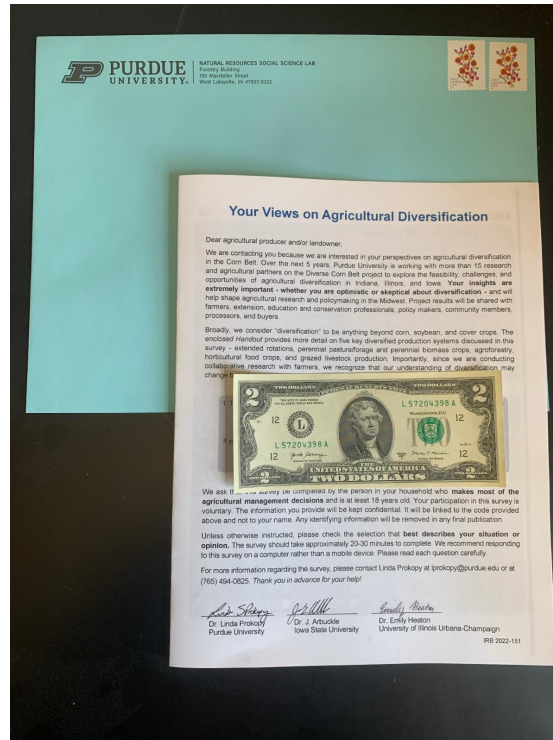 PURDUE
UNIVERSITY®
NATURAL RESOURCES SOCIAL SCIENCE LAB
Forestry Building
195 Marsteller Street
West Lafayette, IN 47907-2033
Your Views on Agricultural Diversification
Dear agricultural producer and/or landowner,
We are contacting you because we are interested in your perspectives on agricultural diversification
in the Corn Belt. Over the next 5 years, Purdue University is working with more than 15 research
and agricultural partners on the Diverse Corn Belt project to explore the feasibility, challenges, and
opportunities of agricultural diversification in Indiana, Illinois, and Iowa. Your insights are
extremely important - whether you are optimistic or skeptical about diversification - and will
help shape agricultural research and policymaking in the Midwest. Project results will be shared with
farmers, extension, education and conservation professionals, policy makers, community members,
processors, and buyers.
Broadly, we consider "diversification" to be anything beyond corn, soybean, and cover crops. The
enclosed Handout provides more detail on five key diversified production systems discussed in this
survey - extended rotations, perennial pasture/forage and perennial biomass crops, agroforestry,
horticultural food crops, and grazed livestock production. Importantly, since we are conducting
collaborative research with farmers, we recognize that our understanding of diversification may
change
2
TWO DOLLARS
FEDERAL RESERVE NOTE
TWO DOLLARS
2
L 57204398 A
WASHINGTON, D.C.
12
L
12
L 57204398 A
12
12
THE
UNITED STATES OF AMERICA
2
TWO DOLLARS
2
We ask this survey be completed by the person in your household who makes most of the
agricultural management decisions and is at least 18 years old. Your participation in this survey is
voluntary. The information you provide will be kept confidential. It will be linked to the code provided
above and not to your name. Any identifying information will be removed in any final publication.
Unless otherwise instructed, please check the selection that best describes your situation or
opinion. The survey should take approximately 20-30 minutes to complete. We recommend responding
to this survey on a computer rather than a mobile device. Please read each question carefully.
For more information regarding the survey, please contact Linda Prokopy at lprokopy@purdue.edu or at
(765) 494-0825. Thank you in advance for your help!
Dr. Linda Prokopy
Purdue University
Dr. J. Arbuckle
Iowa State University
Dr. Emily Heaton
University of Illinois Urbana-Champaign
IRB 2022-151